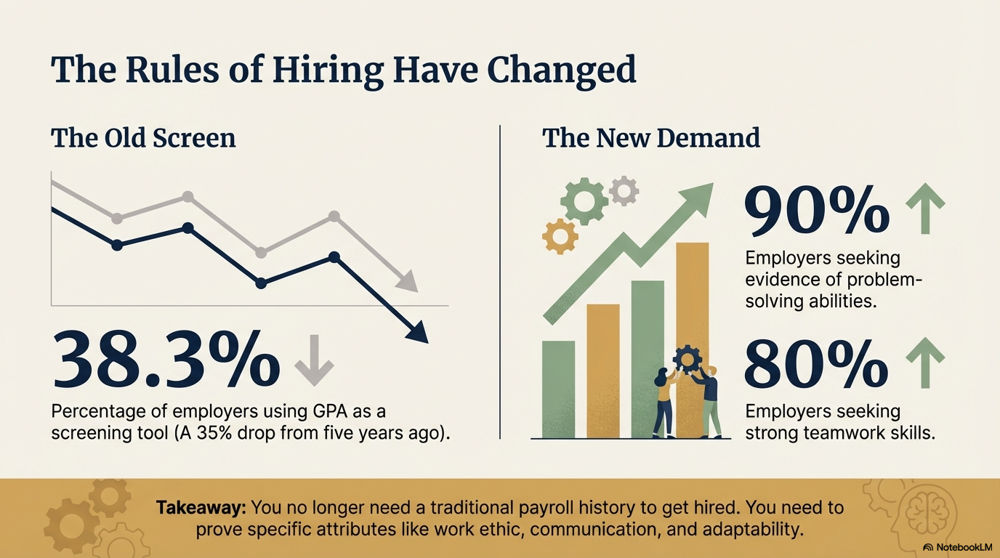 The Rules of Hiring Have Changed
The Old Screen
38.3%
Percentage of employers using GPA as a
screening tool (A 35% drop from five years ago).
The New Demand
90%
Employers seeking
evidence of problem-
solving abilities.
80%
Employers seeking
strong teamwork skills.
Takeaway: You no longer need a traditional payroll history to get hired. You need to
prove specific attributes like work ethic, communication, and adaptability.
NotebookLM